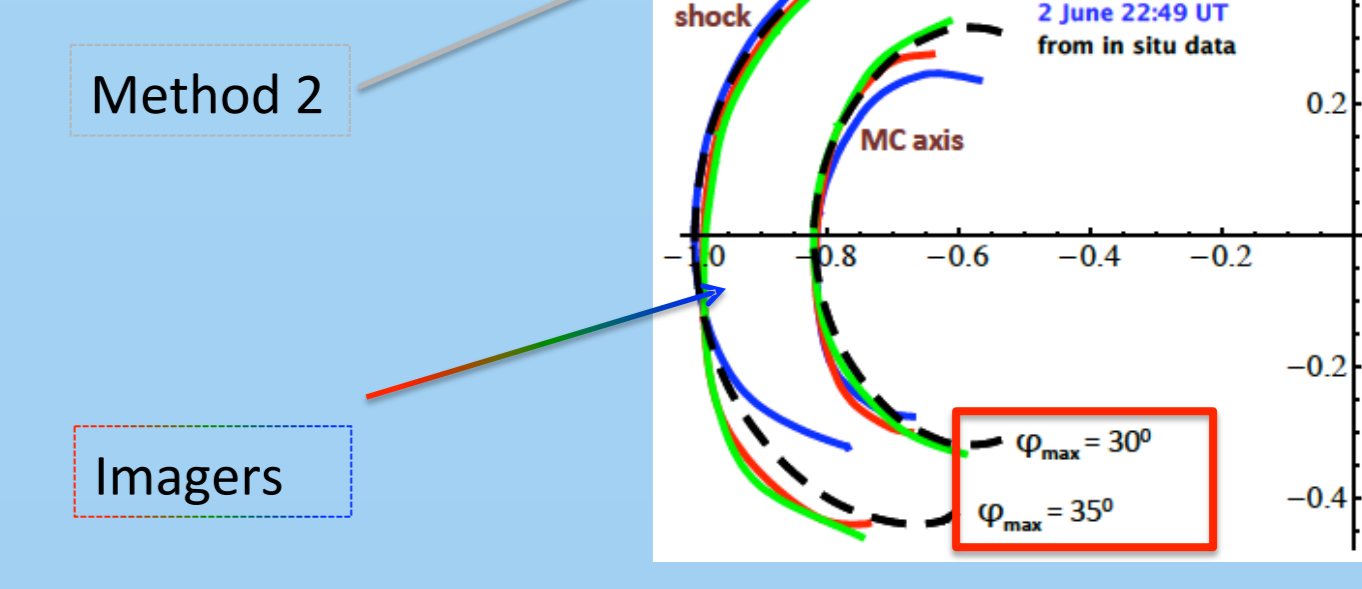 shock
2 June 22:49 UT
from in situ data
Method 2
0.2
MC axis
−1.0 −0.8 −0.6 −0.4 −0.2
−0.2
φmax = 30⁰
Imagers
φmax = 35⁰
−0.4